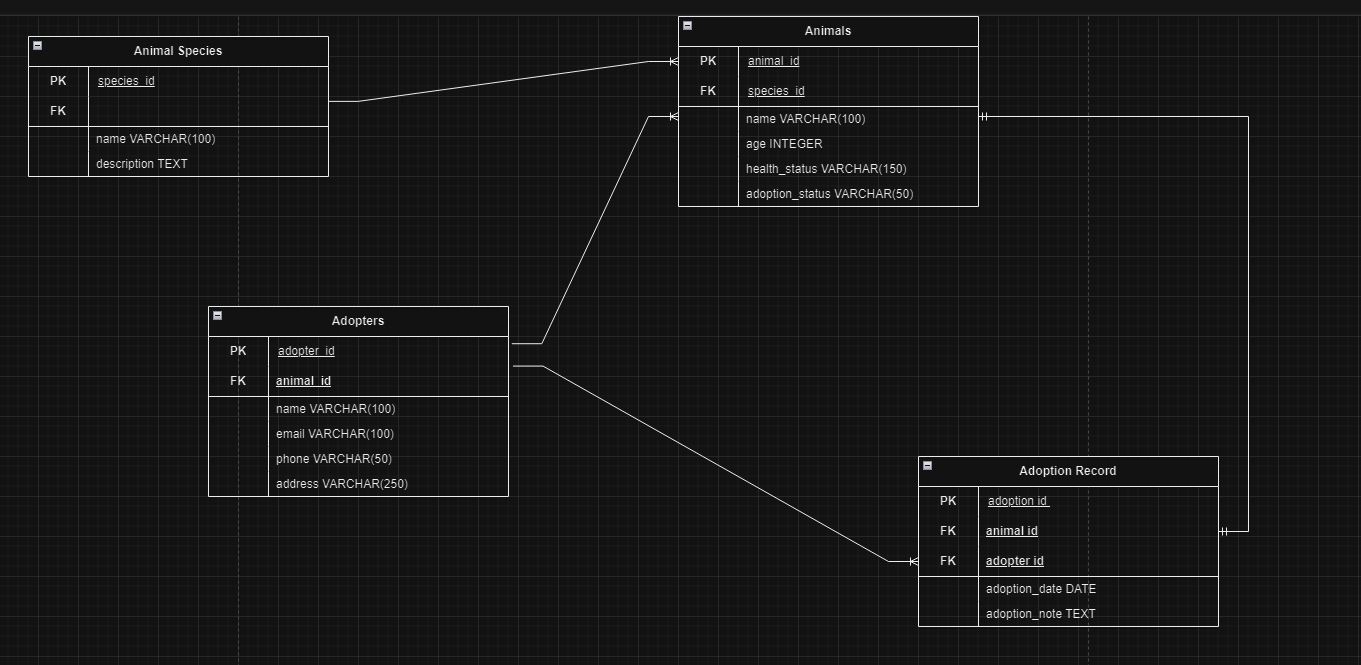 Animal Species
PK species_id
FK
name VARCHAR(100)
description TEXT
Animals
PK animal_id
FK species_id
name VARCHAR(100)
age INTEGER
health_status VARCHAR(150)
adoption_status VARCHAR(50)
Adopters
PK adopter_id
FK animal_id
name VARCHAR(100)
email VARCHAR(100)
phone VARCHAR(50)
address VARCHAR(250)
Adoption Record
PK adoption id
FK animal id
FK adopter id
adoption_date DATE
adoption_note TEXT